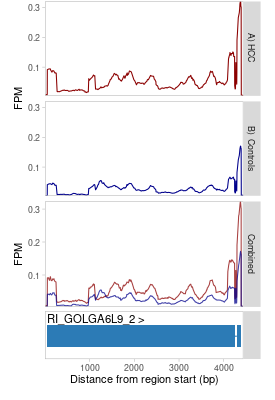 0.3
0.2
0.1
FPM
A) HCC
0.3
0.2
0.1
B) Controls
0.3
0.2
0.1
FPM
Combined
RI_GOLGA6L9_2 >
1000 2000 3000 4000
Distance from region start (bp)